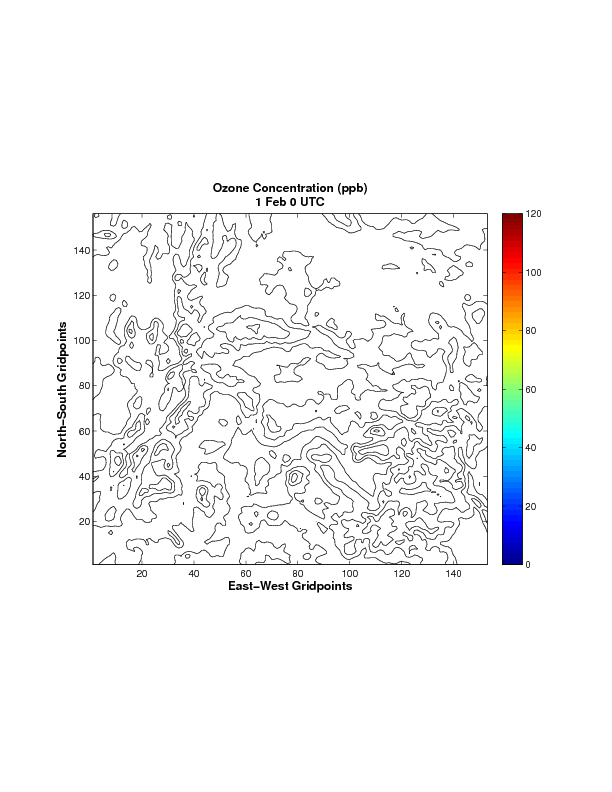 Ozone Concentration (ppb)
1 Feb 0 UTC
North−South Gridpoints
140
120
100
80
60
40
20
20 40 60 80 100 120 140
East−West Gridpoints
120
100
80
60
40
20
0